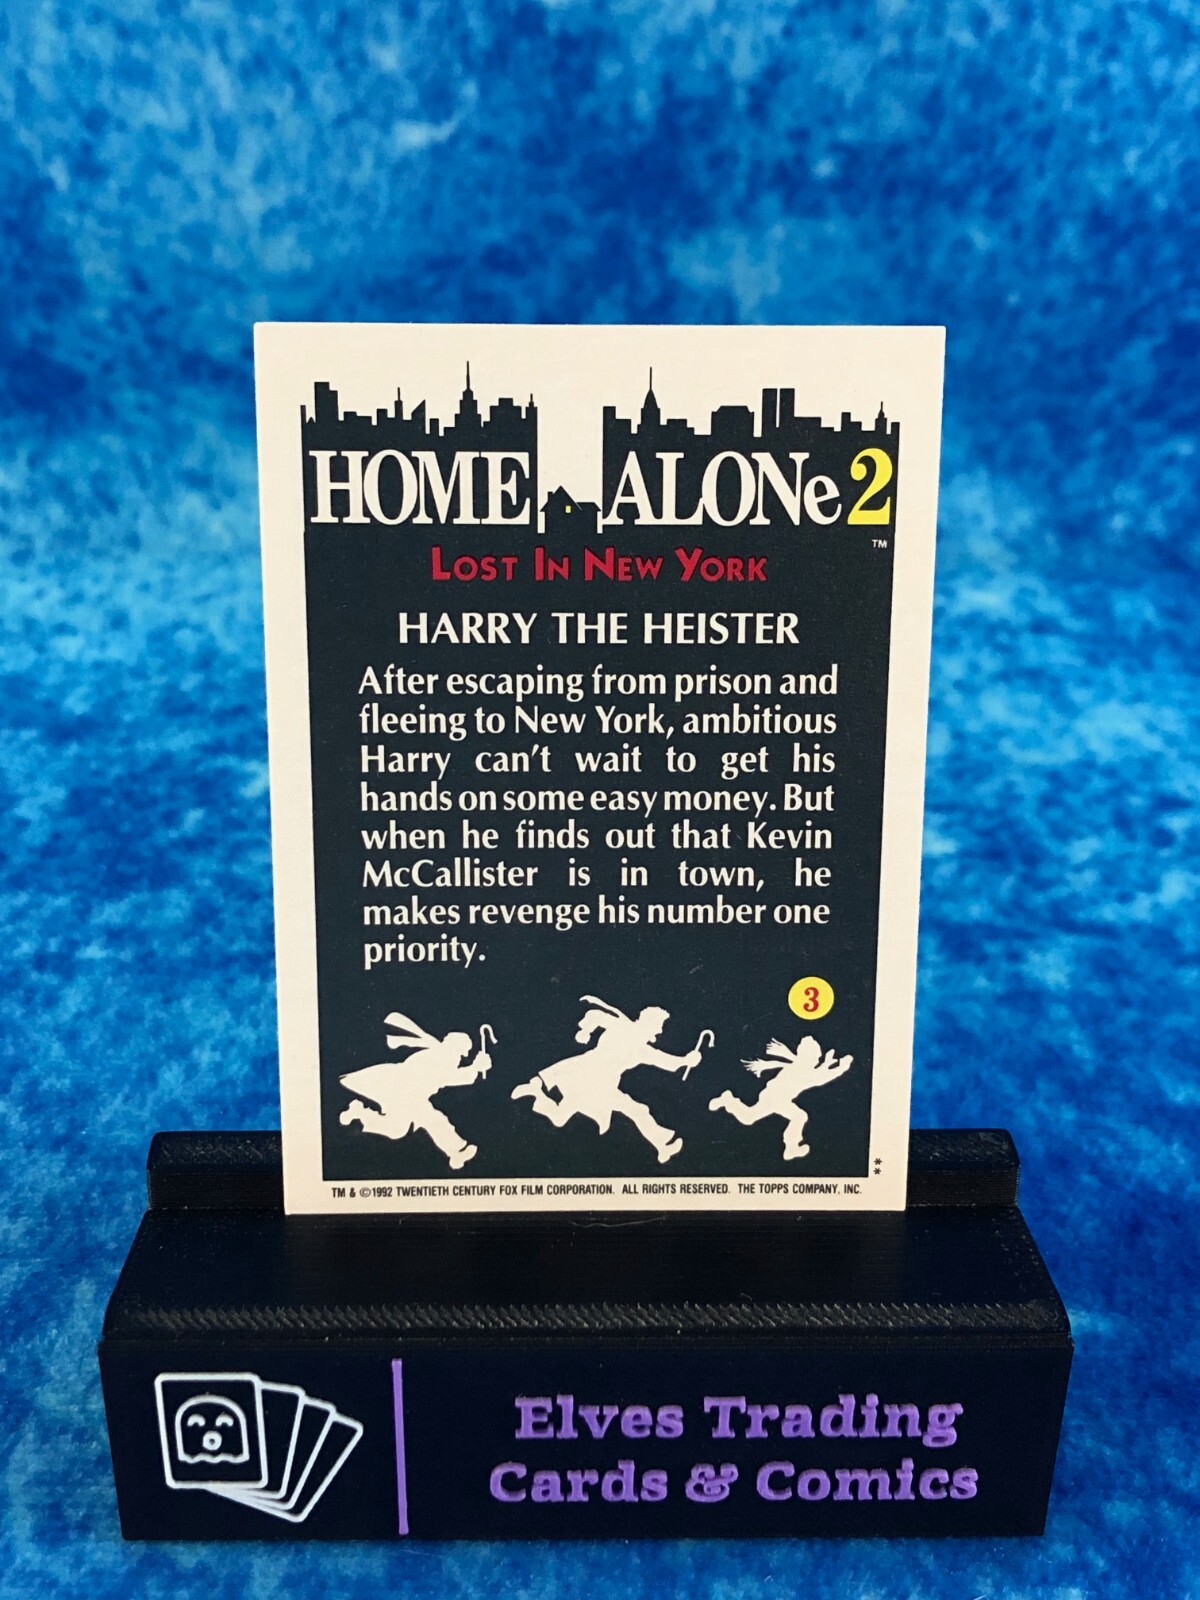 HOME ALONe 2
TM
LOST IN NEW YORK
HARRY THE HEISTER
After escaping from prison and
fleeing to New York, ambitious
Harry can't wait to get his
hands on some easy money. But
when he finds out that Kevin
McCallister is in town, he
makes revenge his number one
priority.
3
**
TM & ©1992 TWENTIETH CENTURY FOX FILM CORPORATION. ALL RIGHTS RESERVED. THE TOPPS COMPANY, INC.
Elves Trading
Cards & Comics